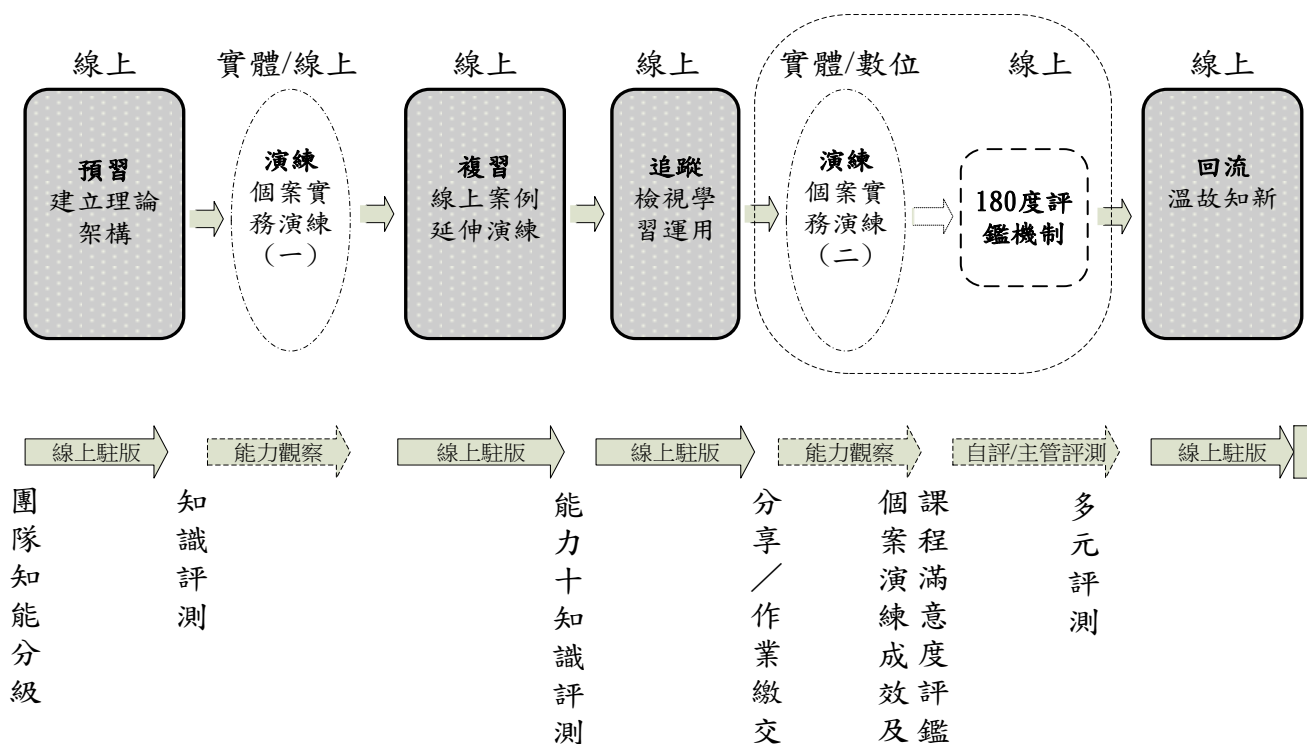 線上
實體/線上
線上
線上
實體/數位
線上
線上
預習
建立理論
架構
演練
個案實
務演練
(一)
複習
線上案例
延伸演練
追蹤
檢視學
習運用
演練
個案實
務演練
(二)
180度評
鑑機制
回流
溫故知新
線上駐版
能力觀察
線上駐版
線上駐版
能力觀察
自評/主管評測
線上駐版
團隊知能分級
知識評測
能力十知識評測
分享／作業繳交
個案演練成效及
課程滿意度評鑑
多元評測